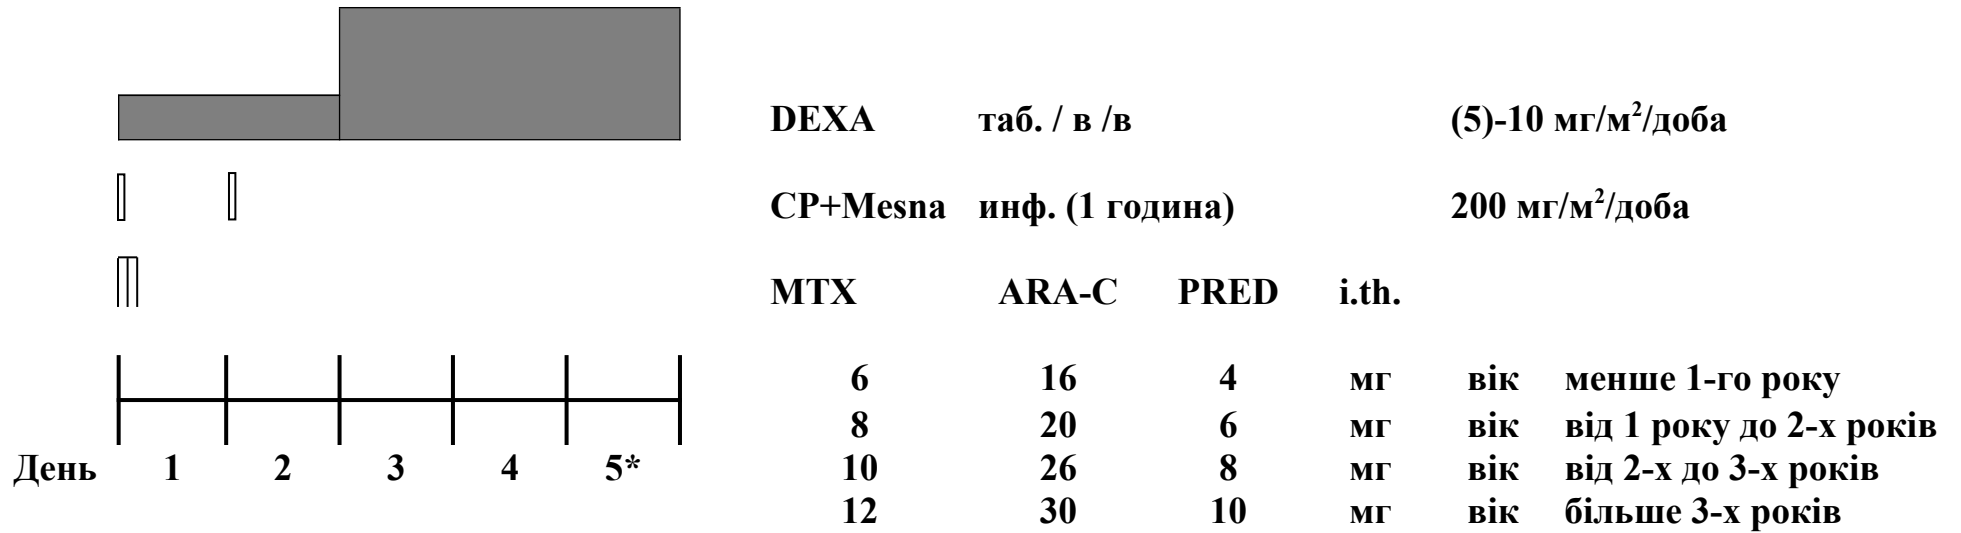 DEXA таб. / в /в (5)-10 мг/м²/доба
CP+Mesna инф. (1 година) 200 мг/м²/доба
MTX ARA-C PRED i.th.
6 16 4 мг вік менше 1-го року
8 20 6 мг вік від 1 року до 2-х років
День 1 2 3 4 5* 10 26 8 мг вік від 2-х до 3-х років
12 30 10 мг вік більше 3-х років